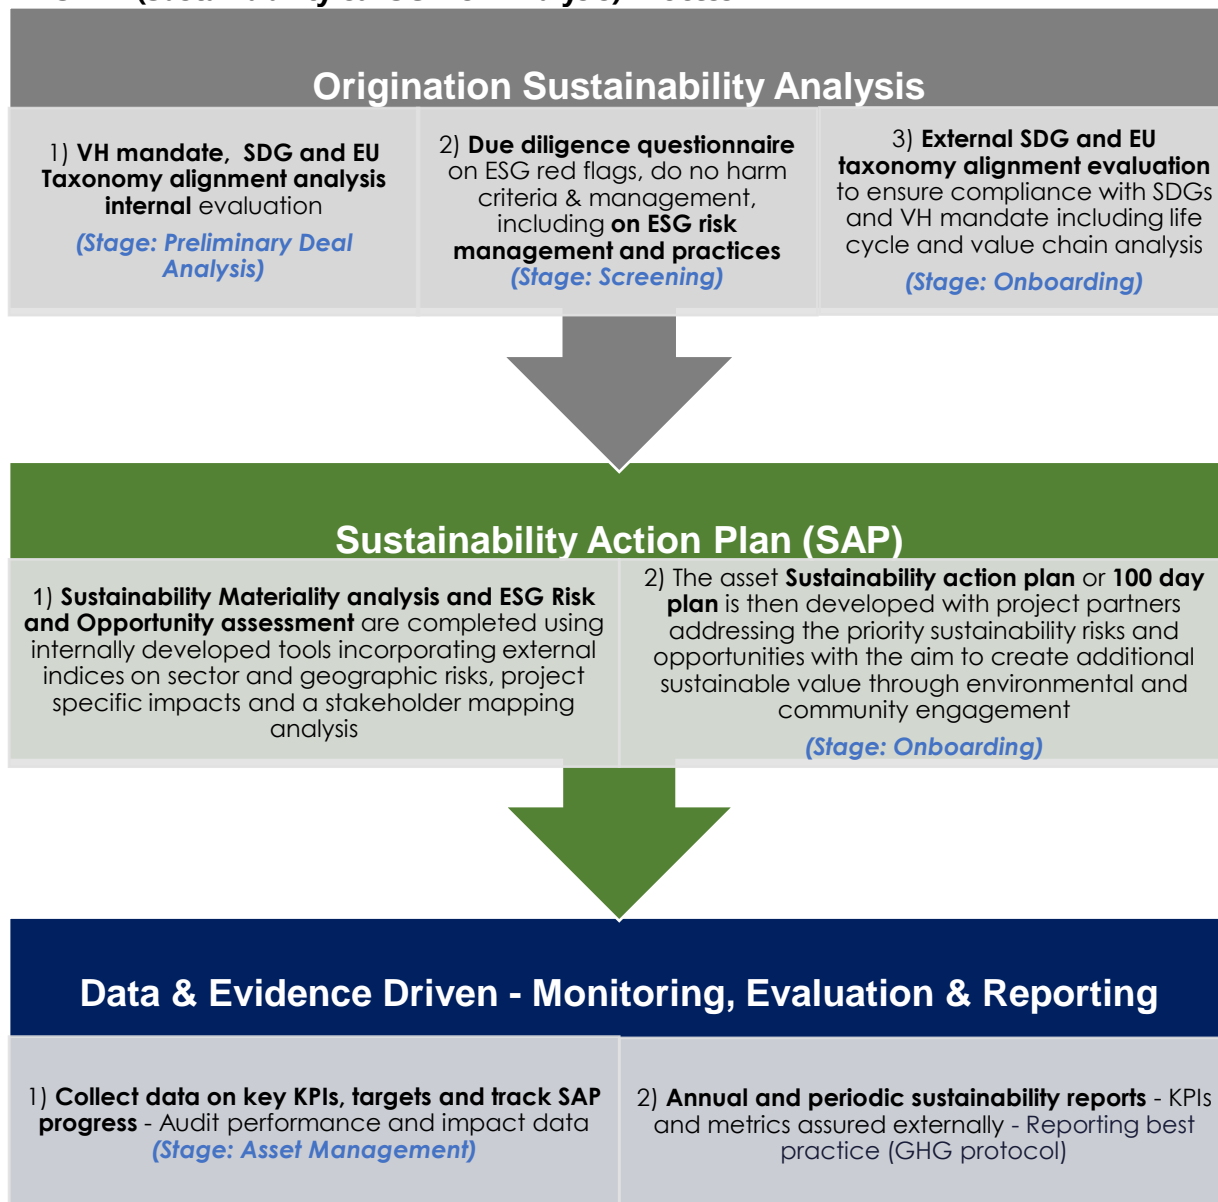 Origination Sustainability Analysis
1) VH mandate, SDG and EU
Taxonomy alignment analysis
internal evaluation
(Stage: Preliminary Deal
Analysis)
2) Due diligence questionnaire
on ESG red flags, do no harm
criteria & management,
including on ESG risk
management and practices
(Stage: Screening)
3) External SDG and EU
taxonomy alignment evaluation
to ensure compliance with SDGs
and VH mandate including life
cycle and value chain analysis
(Stage: Onboarding)
Sustainability Action Plan (SAP)
1) Sustainability Materiality analysis and ESG Risk
and Opportunity assessment are completed using
internally developed tools incorporating external
indices on sector and geographic risks, project
specific impacts and a stakeholder mapping
analysis
2) The asset Sustainability action plan or 100 day
plan is then developed with project partners
addressing the priority sustainability risks and
opportunities with the aim to create additional
sustainable value through environmental and
community engagement
(Stage: Onboarding)
Data & Evidence Driven - Monitoring, Evaluation & Reporting
1) Collect data on key KPIs, targets and track SAP
progress - Audit performance and impact data
(Stage: Asset Management)
2) Annual and periodic sustainability reports - KPIs
and metrics assured externally - Reporting best
practice (GHG protocol)